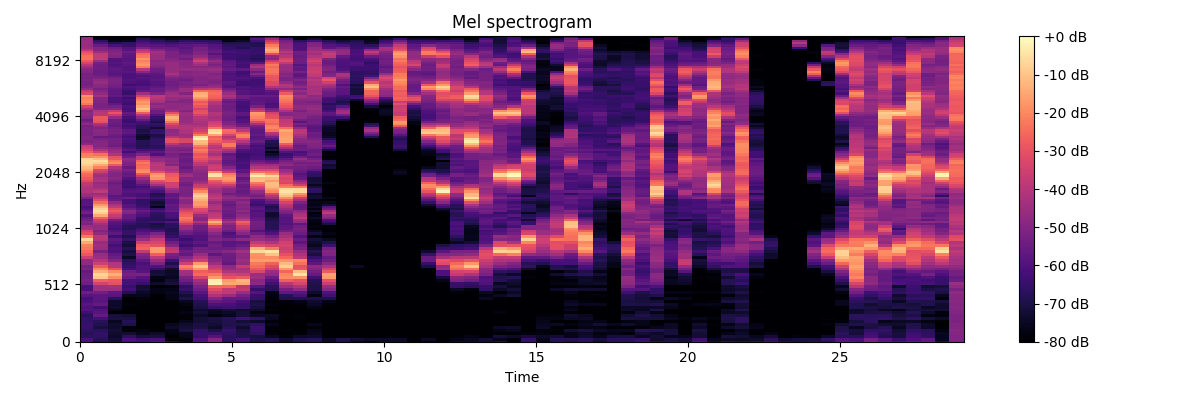 Mel spectrogram
8192
4096
2048
1024
512
0
Hz
0 5 10 15 20 25
Time
+0 dB
-10 dB
-20 dB
-30 dB
-40 dB
-50 dB
-60 dB
-70 dB
-80 dB